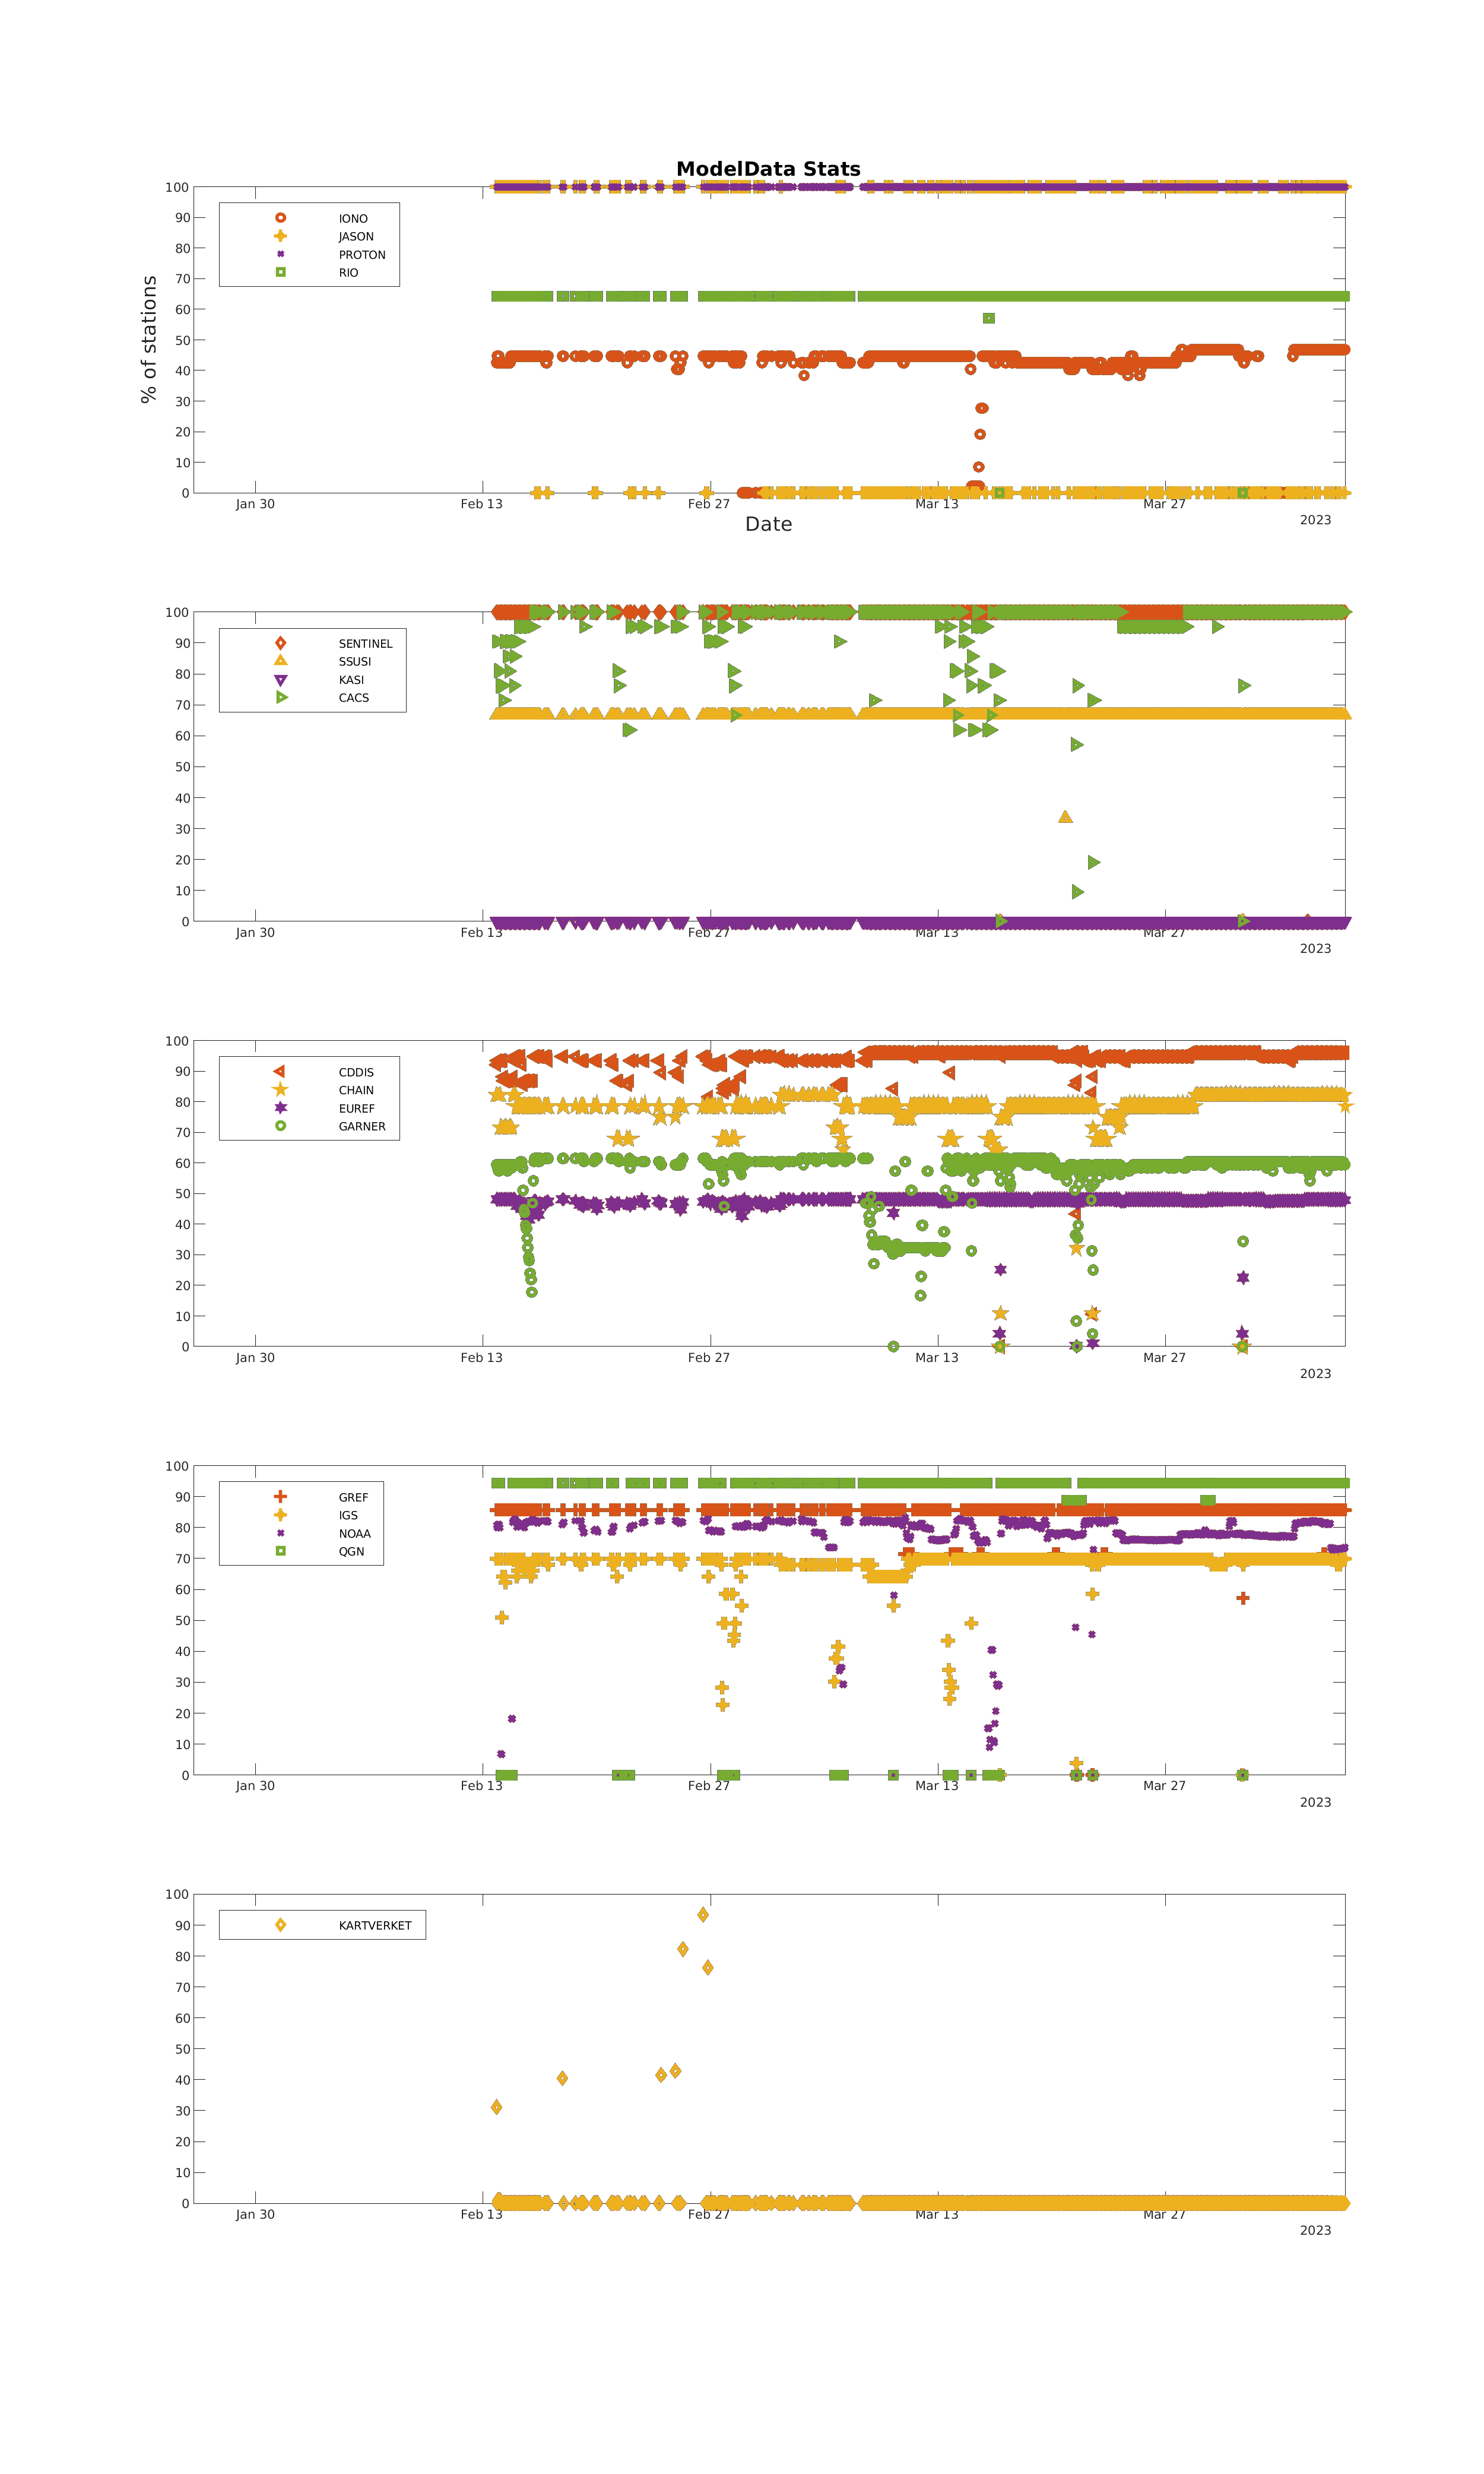 ModelData Stats
% of stations
100
90
80
70
60
50
40
30
20
10
0
IONO
JASON
PROTON
RIO
Jan 30
Feb 13
Feb 27
Mar 13
Mar 27
2023
Date
100
90
80
70
60
50
40
30
20
10
0
SENTINEL
SSUSI
KASI
CACS
Jan 30
Feb 13
Feb 27
Mar 13
Mar 27
2023
100
90
80
70
60
50
40
30
20
10
0
CDDIS
CHAIN
EUREF
GARNER
Jan 30
Feb 13
Feb 27
Mar 13
Mar 27
2023
100
90
80
70
60
50
40
30
20
10
0
GREF
IGS
NOAA
QGN
Jan 30
Feb 13
Feb 27
Mar 13
Mar 27
2023
100
90
80
70
60
50
40
30
20
10
0
KARTVERKET
Jan 30
Feb 13
Feb 27
Mar 13
Mar 27
2023